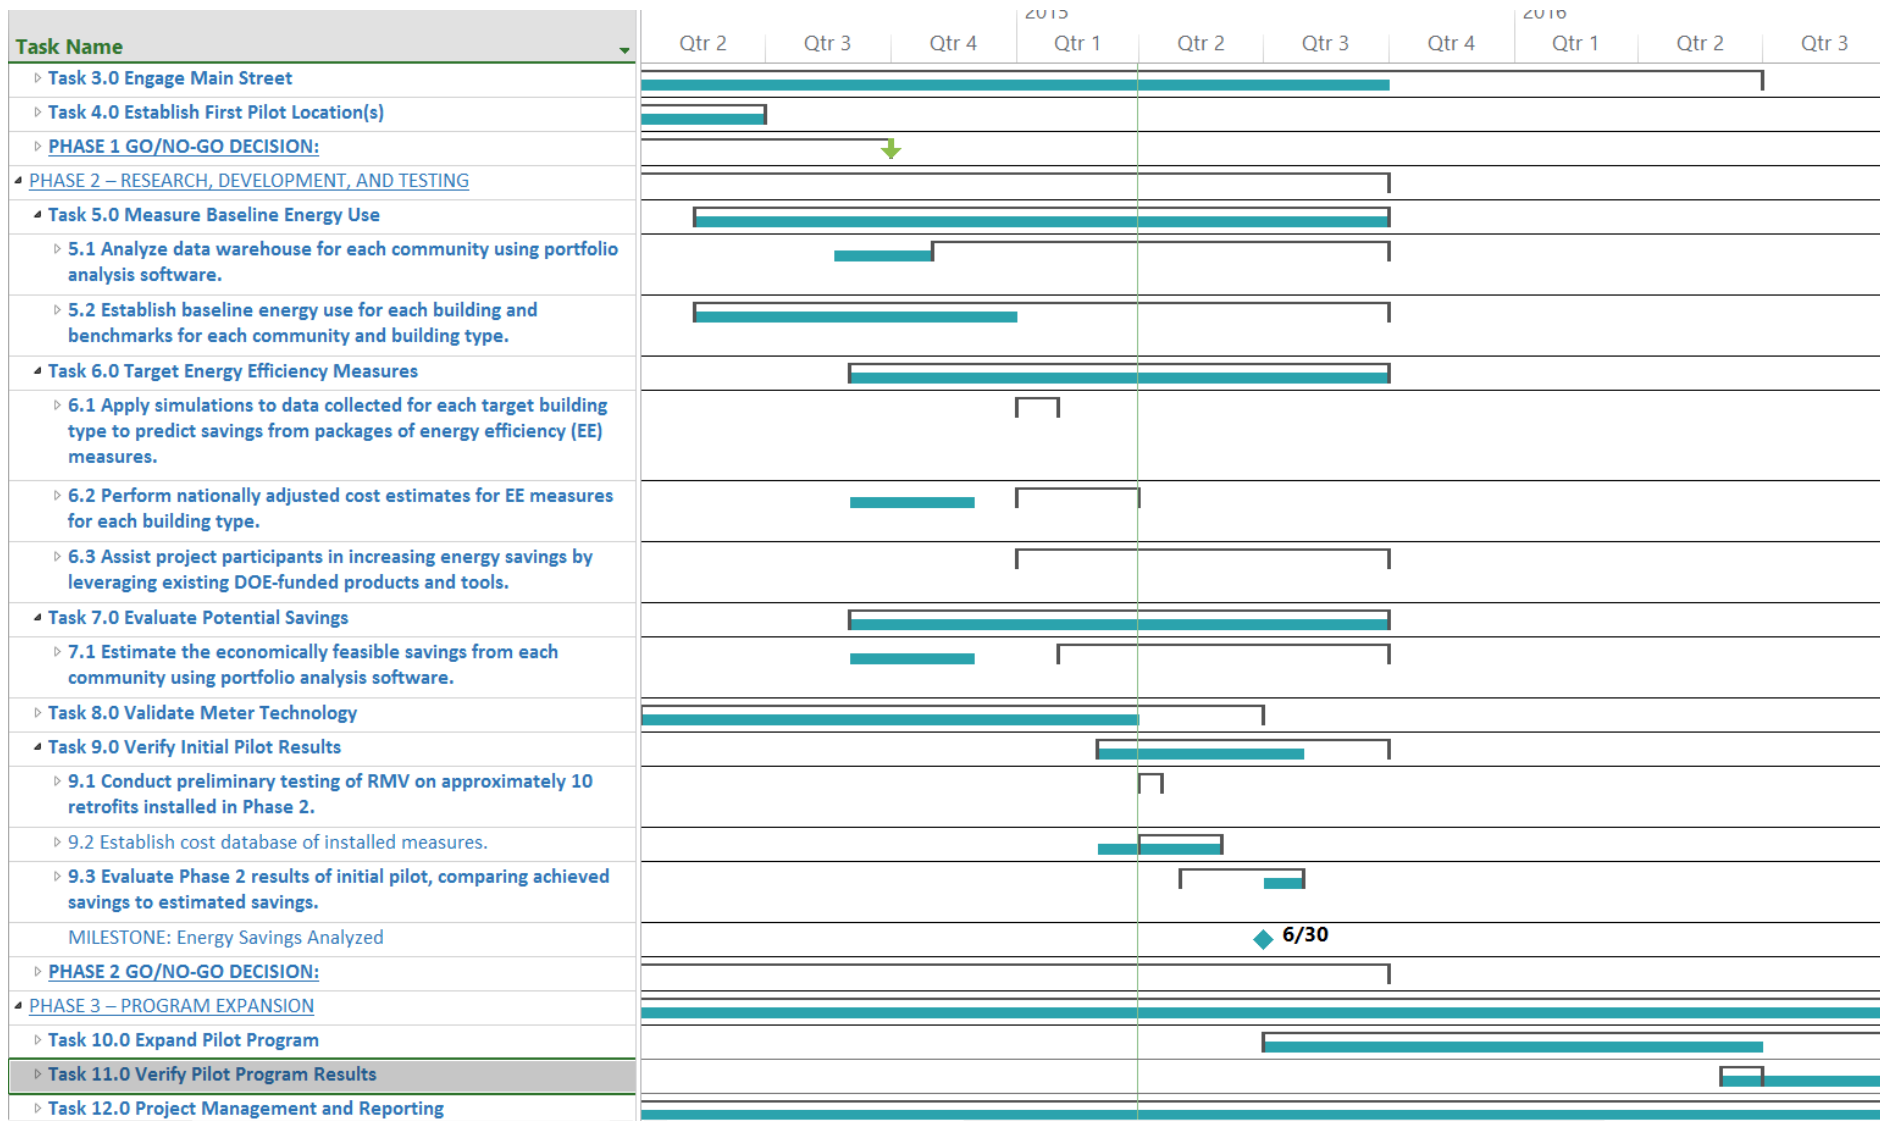 2015 2016
Task Name Qtr 2 Qtr 3 Qtr 4 Qtr 1 Qtr 2 Qtr 3 Qtr 4 Qtr 1 Qtr 2 Qtr 3
Task 3.0 Engage Main Street
Task 4.0 Establish First Pilot Location(s)
PHASE 1 GO/NO-GO DECISION:
PHASE 2 – RESEARCH, DEVELOPMENT, AND TESTING
Task 5.0 Measure Baseline Energy Use
5.1 Analyze data warehouse for each community using portfolio
analysis software.
5.2 Establish baseline energy use for each building and
benchmarks for each community and building type.
Task 6.0 Target Energy Efficiency Measures
6.1 Apply simulations to data collected for each target building
type to predict savings from packages of energy efficiency (EE)
measures.
6.2 Perform nationally adjusted cost estimates for EE measures
for each building type.
6.3 Assist project participants in increasing energy savings by
leveraging existing DOE-funded products and tools.
Task 7.0 Evaluate Potential Savings
7.1 Estimate the economically feasible savings from each
community using portfolio analysis software.
Task 8.0 Validate Meter Technology
Task 9.0 Verify Initial Pilot Results
9.1 Conduct preliminary testing of RMV on approximately 10
retrofits installed in Phase 2.
9.2 Establish cost database of installed measures.
9.3 Evaluate Phase 2 results of initial pilot, comparing achieved
savings to estimated savings.
MILESTONE: Energy Savings Analyzed 6/30
PHASE 2 GO/NO-GO DECISION:
PHASE 3 – PROGRAM EXPANSION
Task 10.0 Expand Pilot Program
Task 11.0 Verify Pilot Program Results
Task 12.0 Project Management and Reporting